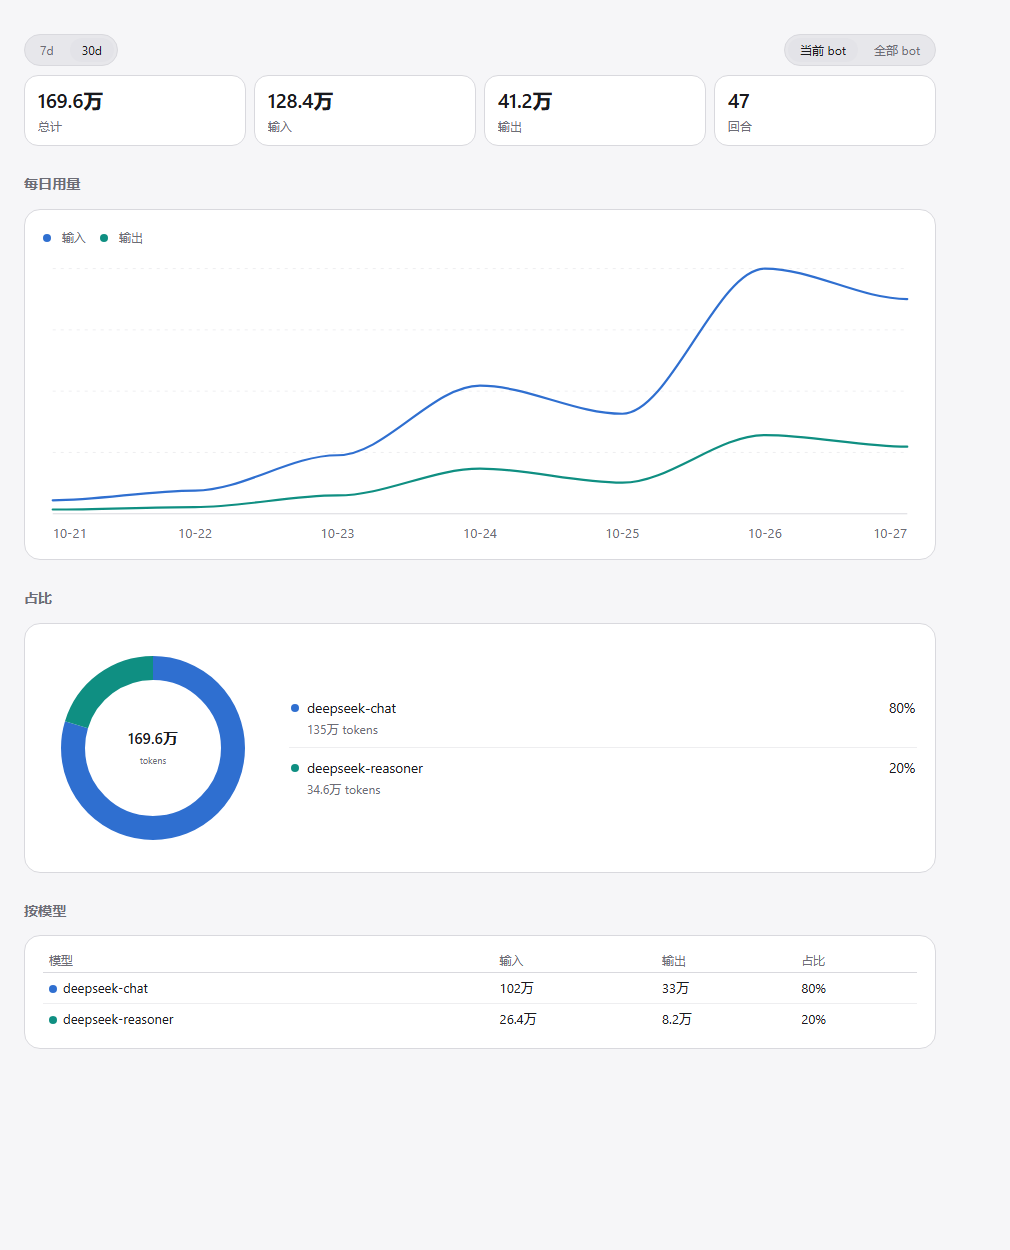 7d 30d 当前 bot 全部 bot
169.6万 128.4万 41.2万 47
总计 输入 输出 回合
每日用量
输入 输出
10-21 10-22 10-23 10-24 10-25 10-26 10-27
占比
169.6万
tokens
deepseek-chat 80%
135万 tokens
deepseek-reasoner 20%
34.6万 tokens
按模型
模型 输入 输出 占比
deepseek-chat 102万 33万 80%
deepseek-reasoner 26.4万 8.2万 20%